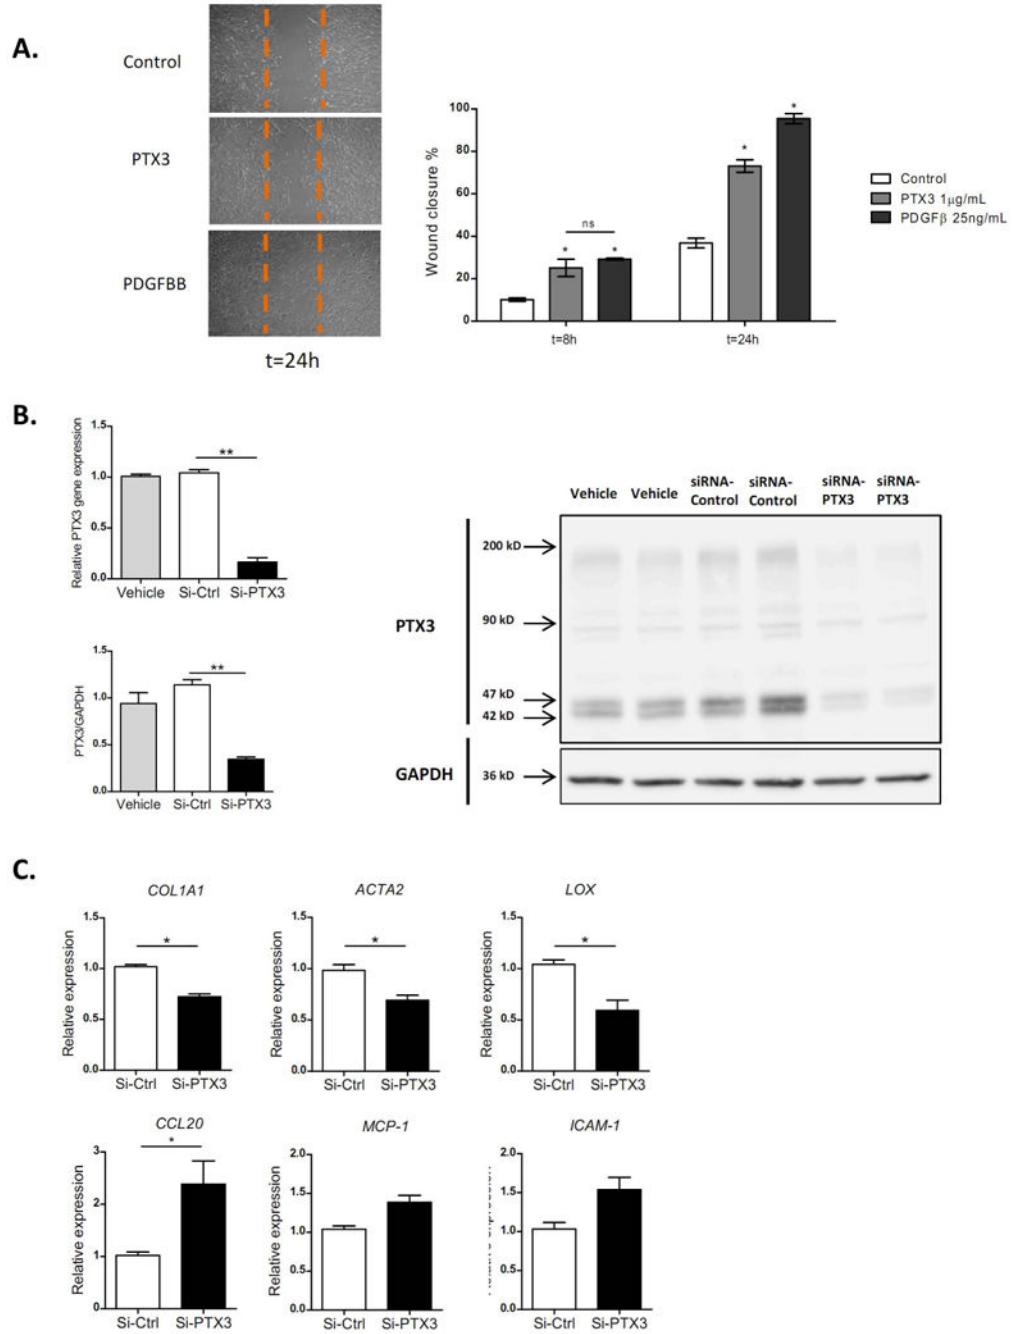 A.
Control
PTX3
PDGFBB
t=24h
Wound closure %
100
80
60
40
20
0
*
ns
*
*
*
t=8h
t=24h
Control
PTX3 1µg/mL
PDGFβ 25ng/mL
B.
Relative PTX3 gene expression
1.5
1.0
0.5
0.0
**
Vehicle Si-Ctrl Si-PTX3
PTX3/GAPDH
1.5
1.0
0.5
0.0
**
Vehicle Si-Ctrl Si-PTX3
Vehicle Vehicle siRNA-Control siRNA-Control siRNA-PTX3 siRNA-PTX3
PTX3
200 kD
90 kD
47 kD
42 kD
GAPDH
36 kD
C.
COL1A1
Relative expression
1.5
1.0
0.5
0.0
*
Si-Ctrl Si-PTX3
ACTA2
Relative expression
1.5
1.0
0.5
0.0
*
Si-Ctrl Si-PTX3
LOX
Relative expression
1.5
1.0
0.5
0.0
*
Si-Ctrl Si-PTX3
CCL20
Relative expression
3
2
1
0
*
Si-Ctrl Si-PTX3
MCP-1
Relative expression
2.0
1.5
1.0
0.5
0.0
Si-Ctrl Si-PTX3
ICAM-1
2.0
1.5
1.0
0.5
0.0
Si-Ctrl Si-PTX3